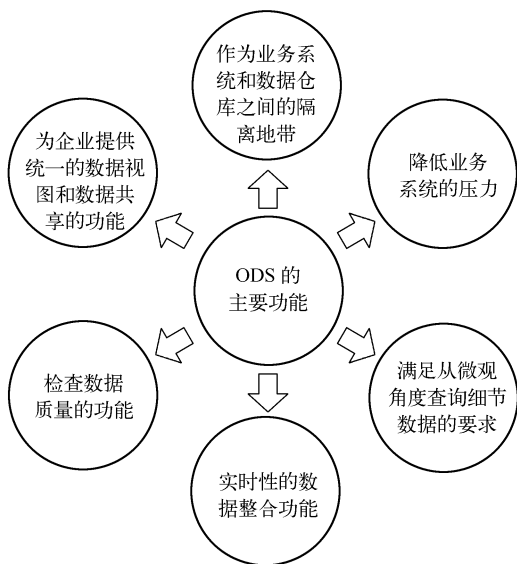 作为业务系
统和数据仓
库之间的隔
离地带
为企业提供
统一的数据视
图和数据共
享的功能
降低业务
系统的压力
ODS 的
主要功能
检查数据
质量的功能
满足从微观
角度查询细节
数据的要求
实时性的数
据整合功能